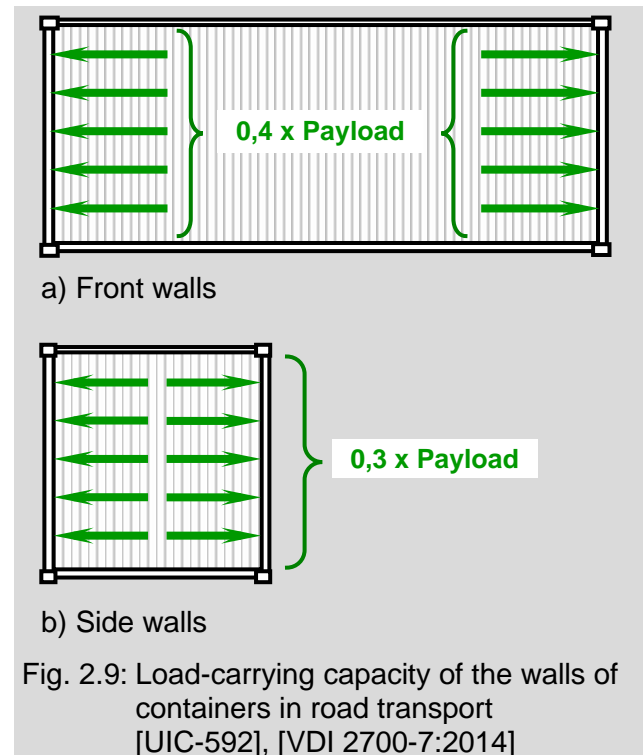 0,4 x Payload
a) Front walls
0,3 x Payload
b) Side walls
Fig. 2.9: Load-carrying capacity of the walls of
containers in road transport
[UIC-592], [VDI 2700-7:2014]